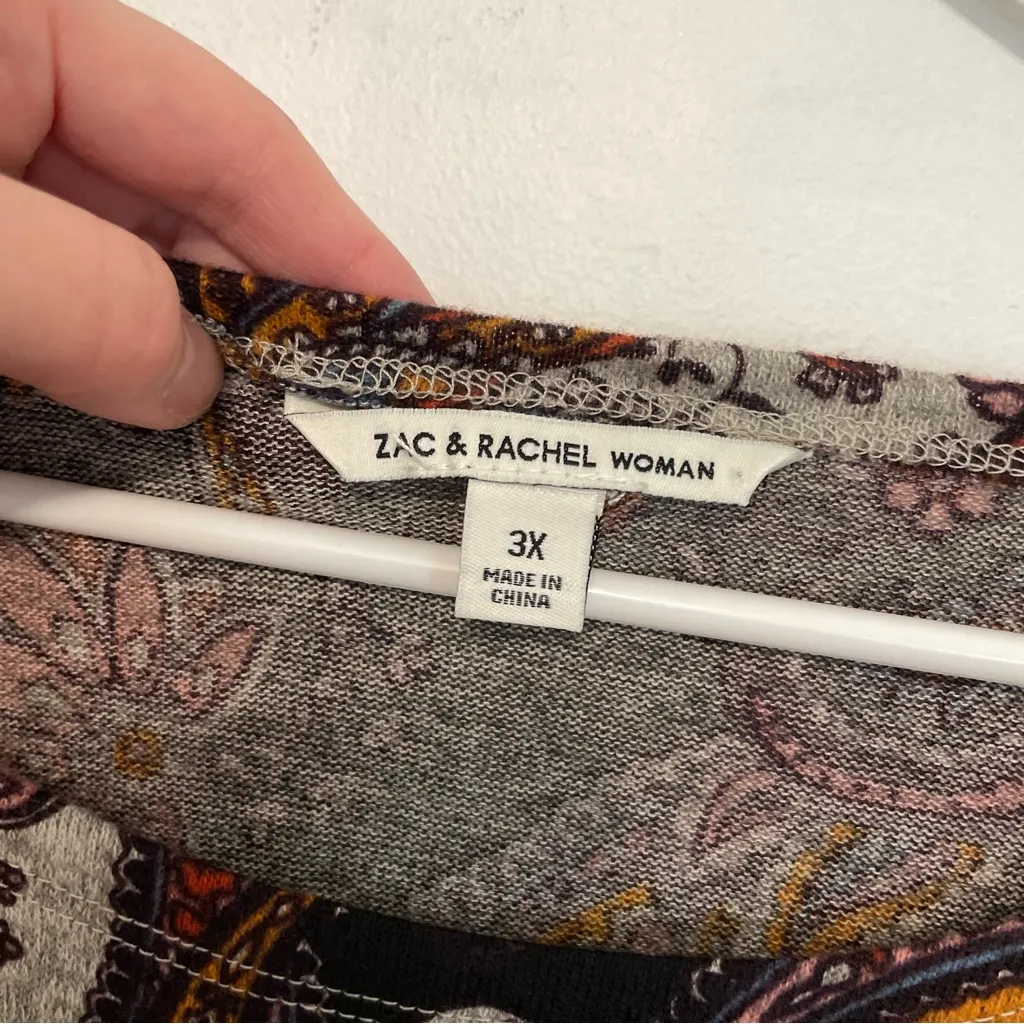 ZAC & RACHEL WOMAN
3X
MADE IN
CHINA